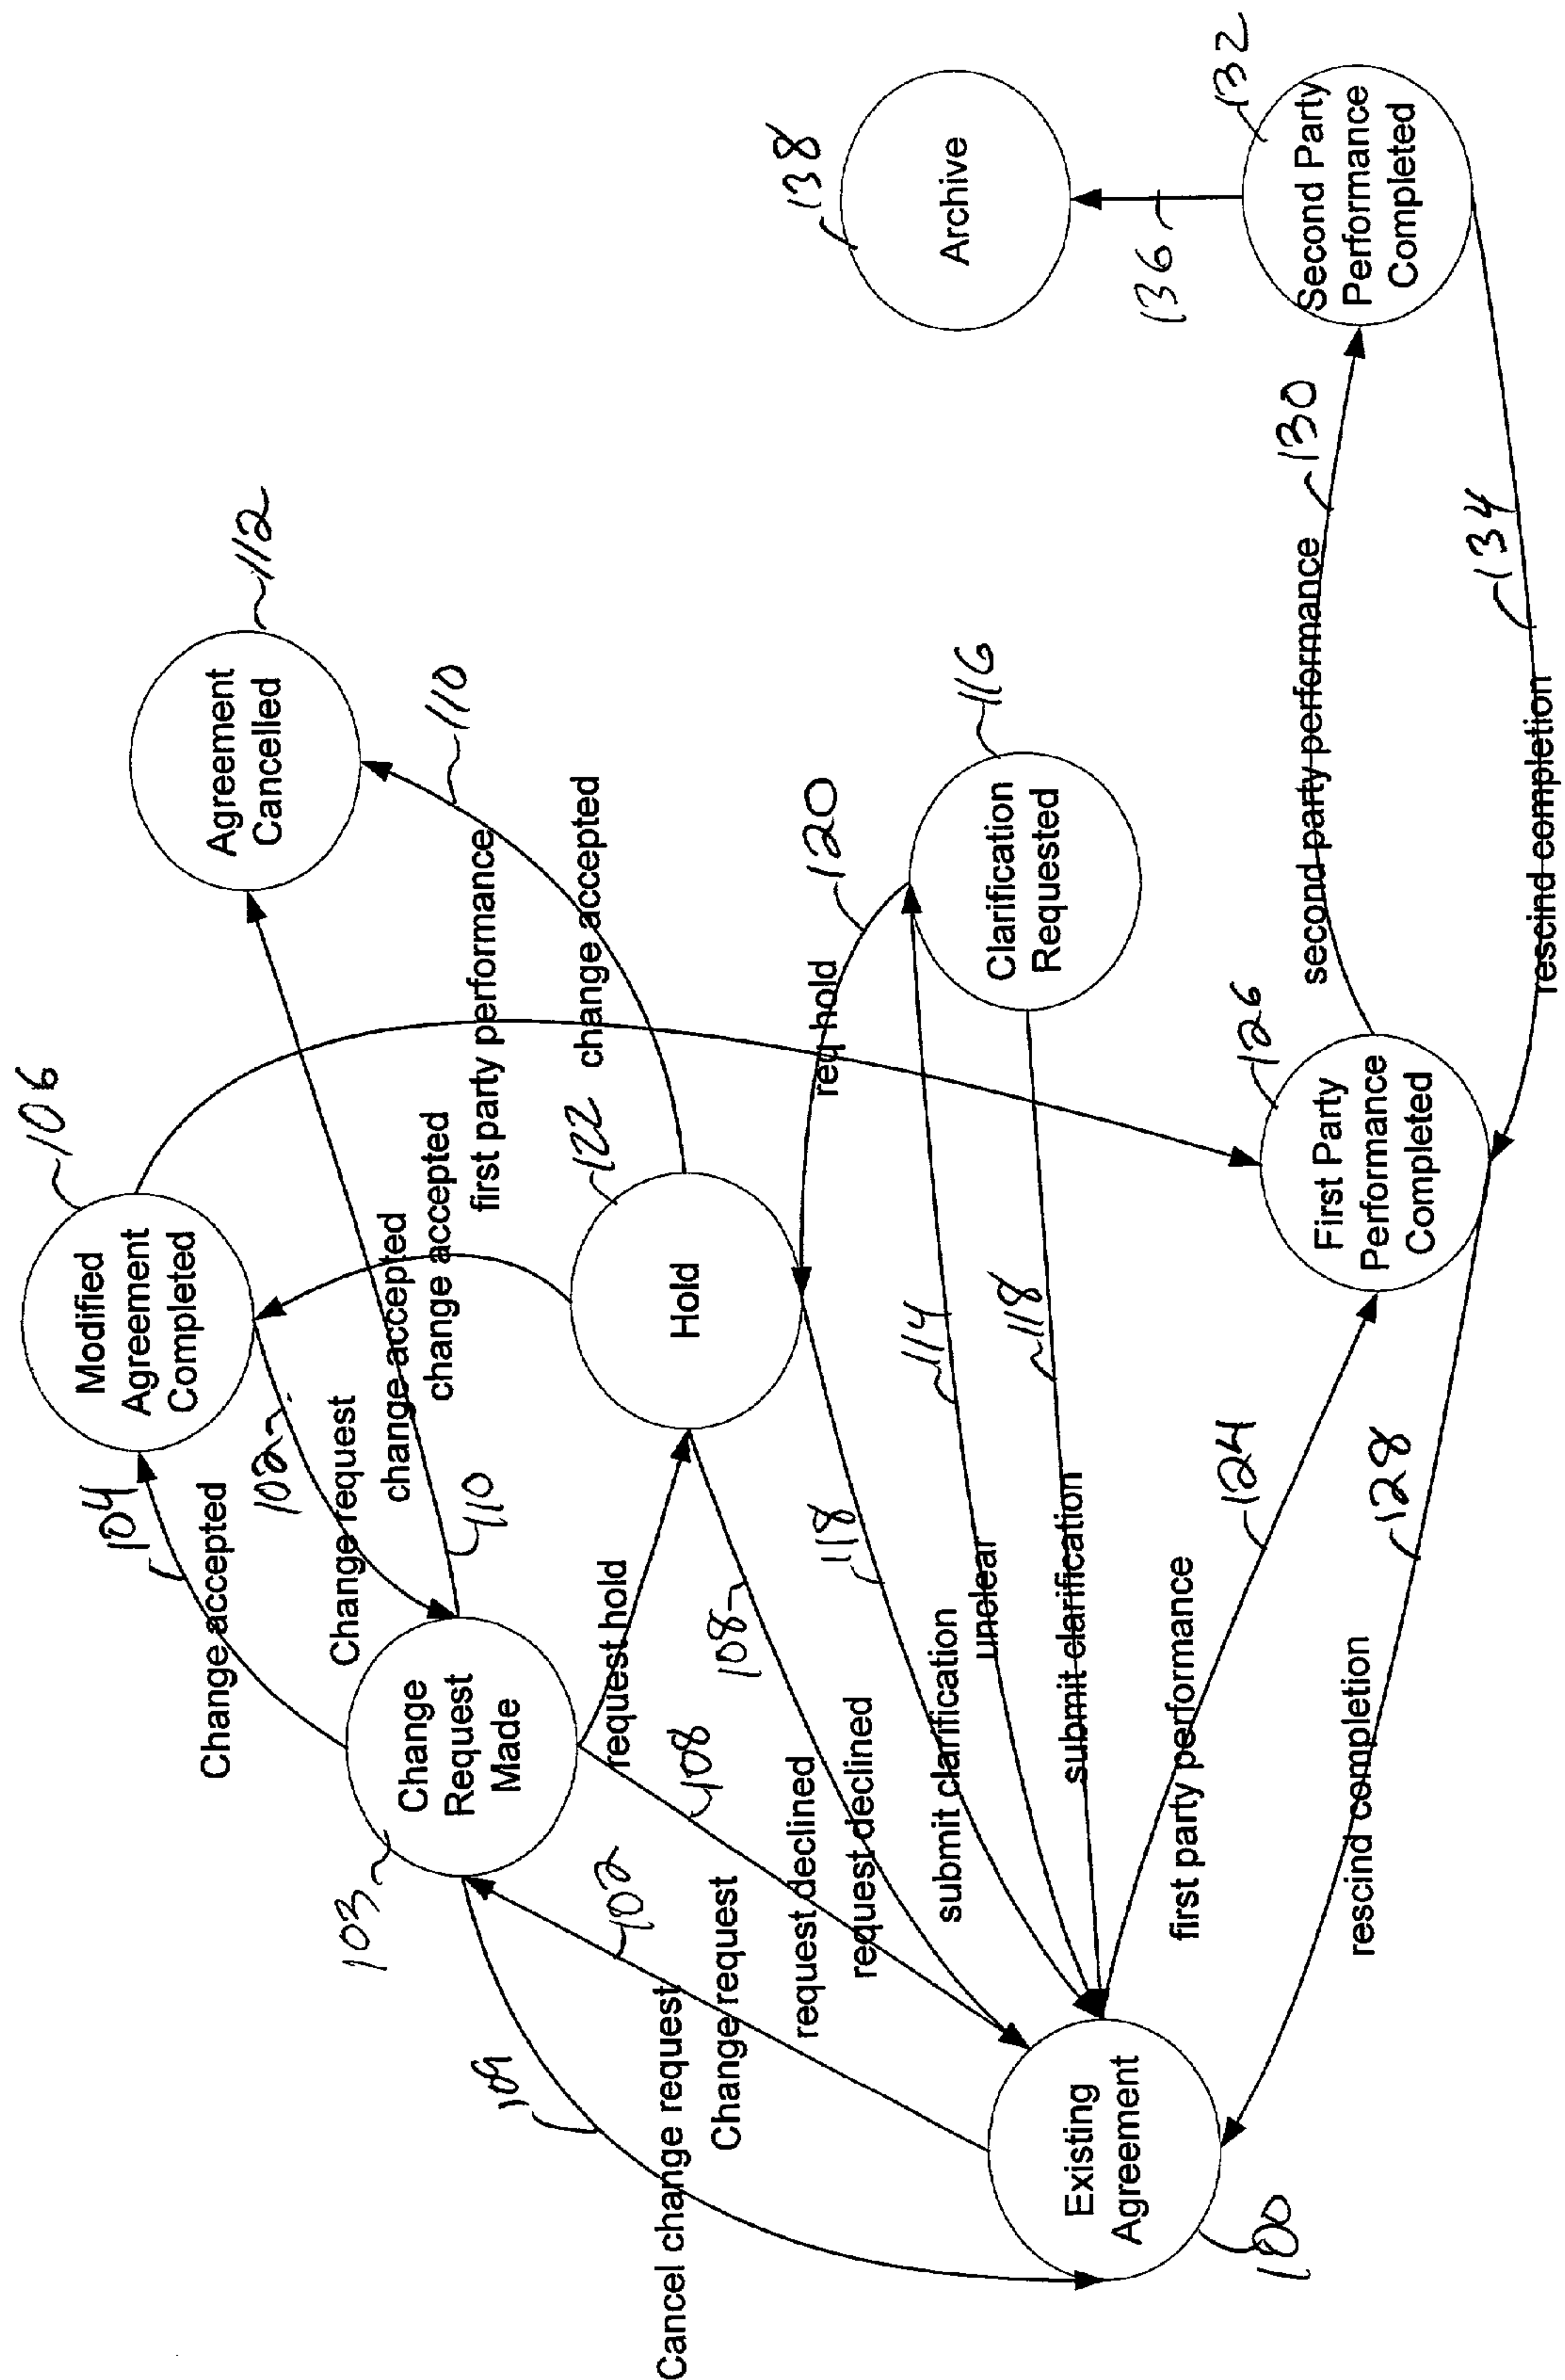 106
Modified
Agreement
Completed
112
Agreement
Cancelled
104
Change accepted
102
Change request
110
change accepted
change accepted
first party performance
110
change accepted
138
Archive
103
Change
Request
Made
request hold
122
Hold
120
req hold
116
Clarification
Requested
136
132
Second Party
Performance
Completed
109
Cancel change request
102
Change request
108
request declined
108
request declined
118
submit clarification
114
unclear
118
submit clarification
130
second party performance
126
First Party
Performance
Completed
134
rescind completion
124
first party performance
128
rescind completion
Existing
Agreement
100